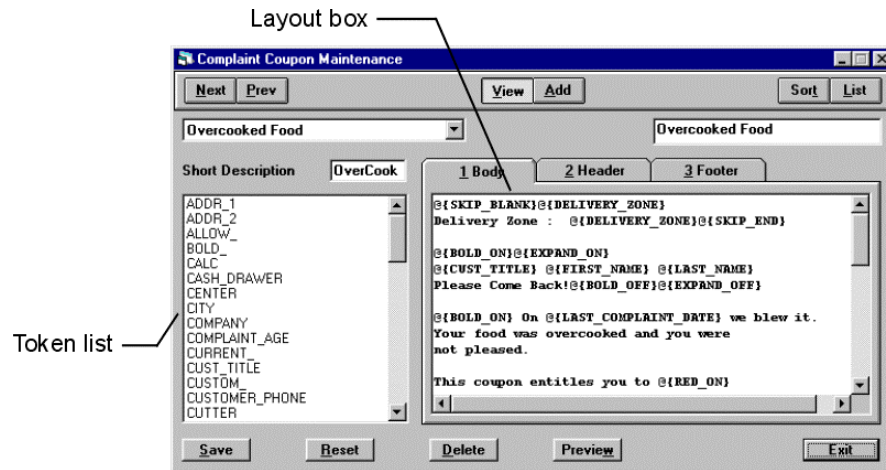 Layout box
Complaint Coupon Maintenance
Next Prev View Add Sort List
Overcooked Food Overcooked Food
Short Description OverCook 1 Body 2 Header 3 Footer
ADDR_1
ADDR_2
ALLOW_
BOLD_
CALC
CASH_DRAWER
CENTER
CITY
COMPANY
COMPLAINT_AGE
CURRENT_
CUST_TITLE
CUSTOM_
CUSTOMER_PHONE
CUTTER
Token list
@{SKIP_BLANK}@{DELIVERY_ZONE}
Delivery Zone : @{DELIVERY_ZONE}@{SKIP_END}
@{BOLD_ON}@{EXPAND_ON}
@{CUST_TITLE} @{FIRST_NAME} @{LAST_NAME}
Please Come Back!@{BOLD_OFF}@{EXPAND_OFF}
@{BOLD_ON} On @{LAST_COMPLAINT_DATE} we blew it.
Your food was overcooked and you were
not pleased.
This coupon entitles you to @{RED_ON}
Save Reset Delete Preview Exit